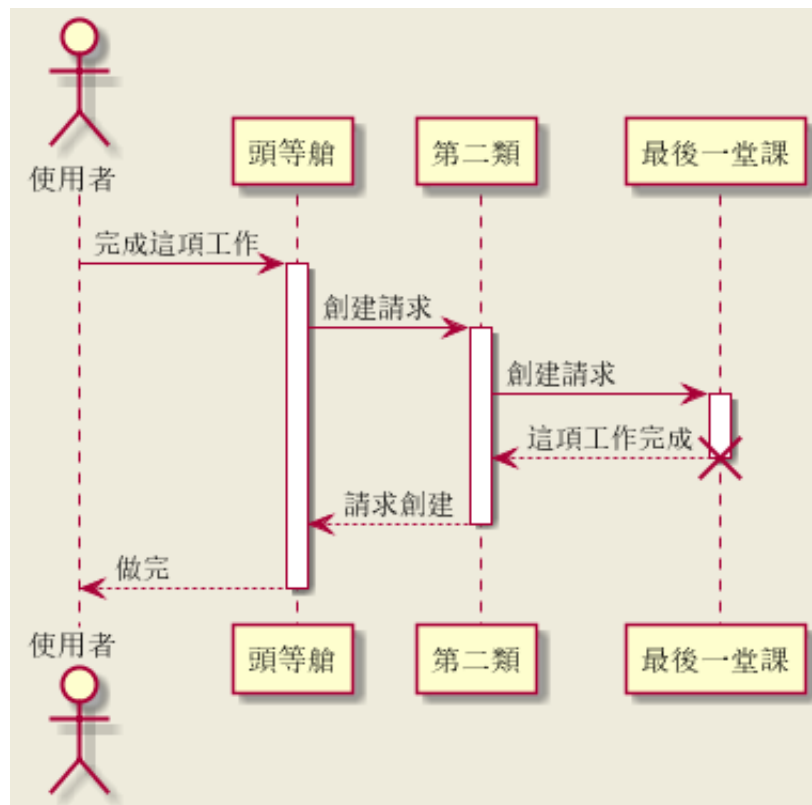 使用者
頭等艙
第二類
最後一堂課
完成這項工作
創建請求
創建請求
這項工作完成
請求創建
做完
使用者
頭等艙
第二類
最後一堂課